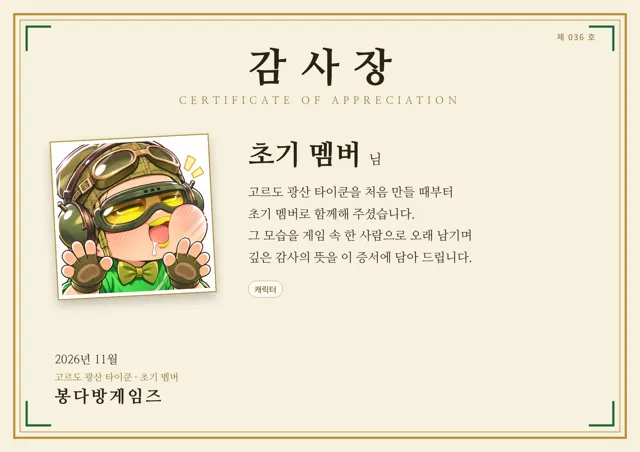 제 036 호
감사장
CERTIFICATE OF APPRECIATION
초기 멤버 님
고르도 광산 타이쿤을 처음 만들 때부터
초기 멤버로 함께해 주셨습니다.
그 모습을 게임 속 한 사람으로 오래 남기며
깊은 감사의 뜻을 이 증서에 담아 드립니다.
캐릭터
2026년 11월
고르도 광산 타이쿤 · 초기 멤버
봉다방게임즈